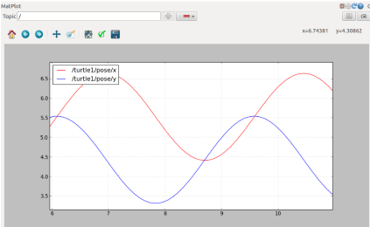 MatPlot
Topic /
x=6.74381 y=4.30862
/turtle1/pose/x
/turtle1/pose/y
6.5
6.0
5.5
5.0
4.5
4.0
3.5
6 7 8 9 10